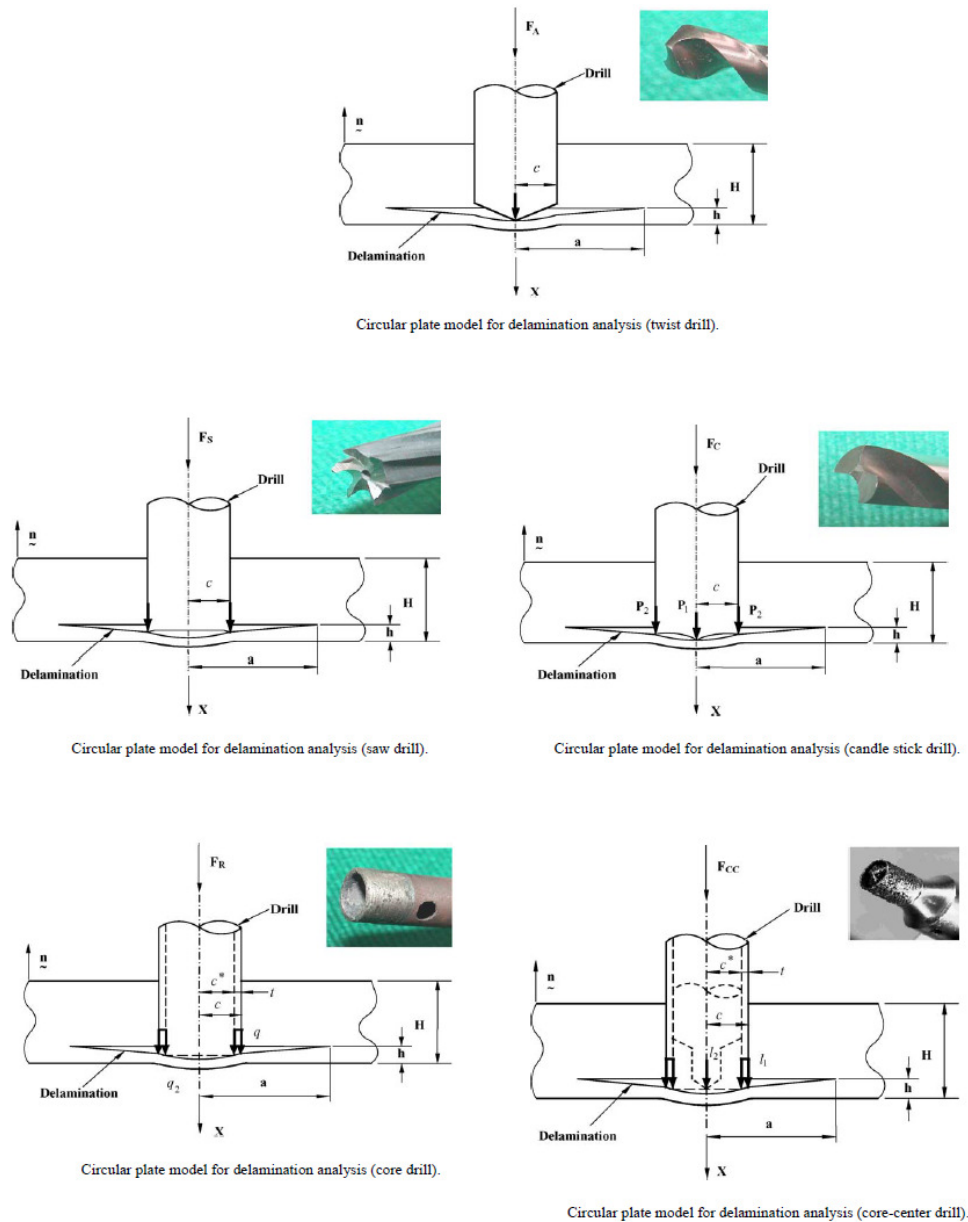 F_A
Drill
n
~
c
H
h
a
Delamination
X
Circular plate model for delamination analysis (twist drill).
F_S
Drill
n
~
c
H
h
a
Delamination
X
Circular plate model for delamination analysis (saw drill).
F_C
Drill
n
~
c
P_2
P_1
P_2
H
h
a
Delamination
X
Circular plate model for delamination analysis (candle stick drill).
F_R
Drill
n
~
c*
t
c
q
H
h
q_2
a
Delamination
X
Circular plate model for delamination analysis (core drill).
F_CC
Drill
n
~
c*
t
c
l_2
l_1
H
h
a
Delamination
X
Circular plate model for delamination analysis (core-center drill).